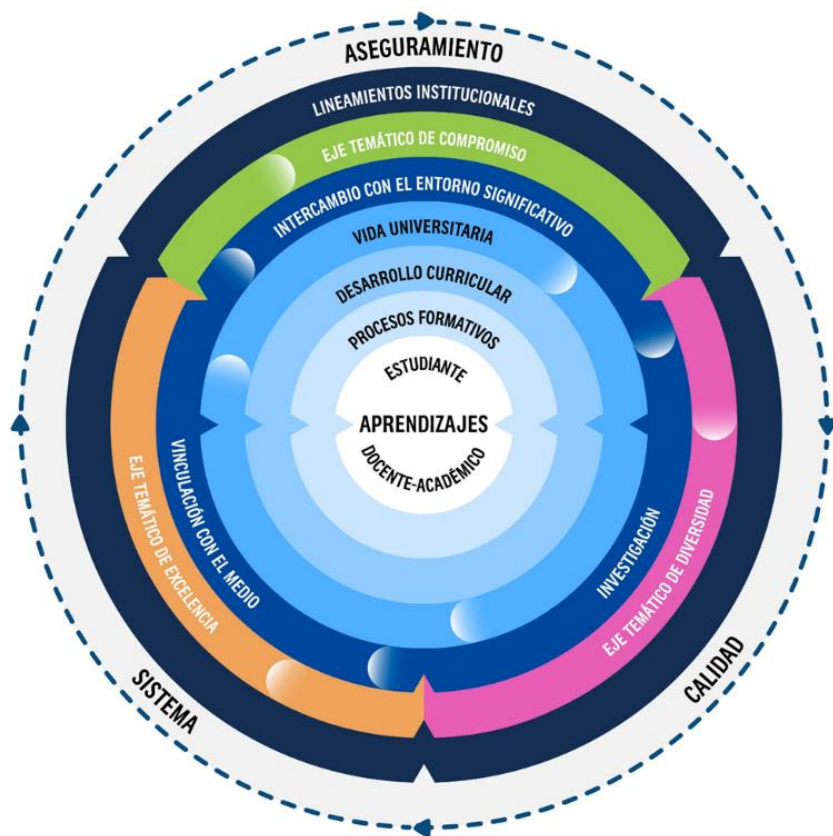 ASEGURAMIENTO
LINEAMIENTOS INSTITUCIONALES
EJE TEMÁTICO DE COMPROMISO
INTERCAMBIO CON EL ENTORNO SIGNIFICATIVO
VIDA UNIVERSITARIA
DESARROLLO CURRICULAR
PROCESOS FORMATIVOS
ESTUDIANTE
APRENDIZAJES
DOCENTE-ACADÉMICO
VINCULACIÓN CON EL MEDIO
EJE TEMÁTICO DE EXCELENCIA
INVESTIGACIÓN
EJE TEMÁTICO DE DIVERSIDAD
SISTEMA
CALIDAD